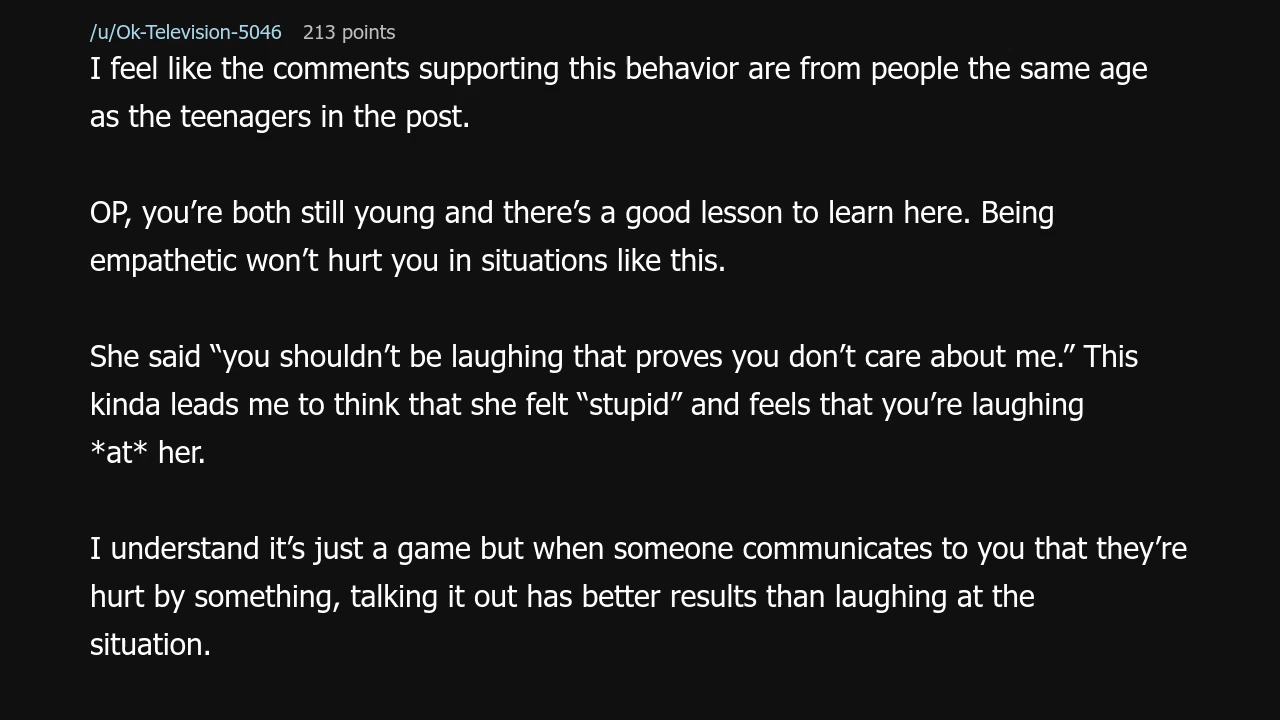 /u/Ok-Television-5046 213 points
I feel like the comments supporting this behavior are from people the same age
as the teenagers in the post.
OP, you’re both still young and there’s a good lesson to learn here. Being
empathetic won’t hurt you in situations like this.
She said “you shouldn’t be laughing that proves you don’t care about me.” This
kinda leads me to think that she felt “stupid” and feels that you’re laughing
*at* her.
I understand it’s just a game but when someone communicates to you that they’re
hurt by something, talking it out has better results than laughing at the
situation.